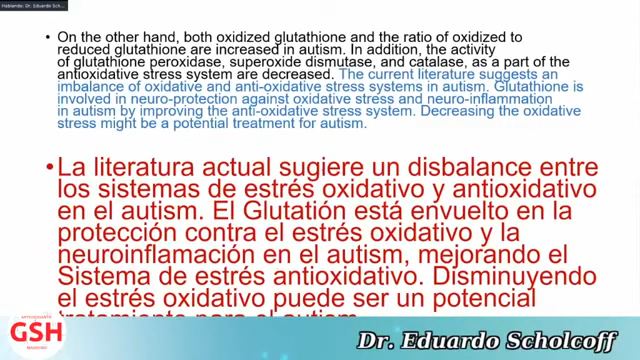 Hablando: Dr. Eduardo Sch...
• On the other hand, both oxidized glutathione and the ratio of oxidized to
reduced glutathione are increased in autism. In addition, the activity
of glutathione peroxidase, superoxide dismutase, and catalase, as a part of the
antioxidative stress system are decreased. The current literature suggests an
imbalance of oxidative and anti-oxidative stress systems in autism. Glutathione is
involved in neuro-protection against oxidative stress and neuro-inflammation
in autism by improving the anti-oxidative stress system. Decreasing the oxidative
stress might be a potential treatment for autism.
• La literatura actual sugiere un disbalance entre
los sistemas de estrés oxidativo y antioxidativo
en el autism. El Glutatión está envuelto en la
protección contra el estrés oxidativo y la
neuroinflamación en el autism, mejorando el
Sistema de estrés antioxidativo. Disminuyendo
el estrés oxidativo puede ser un potencial
tratamiento para el autism
GSH
Dr. Eduardo Scholcoff